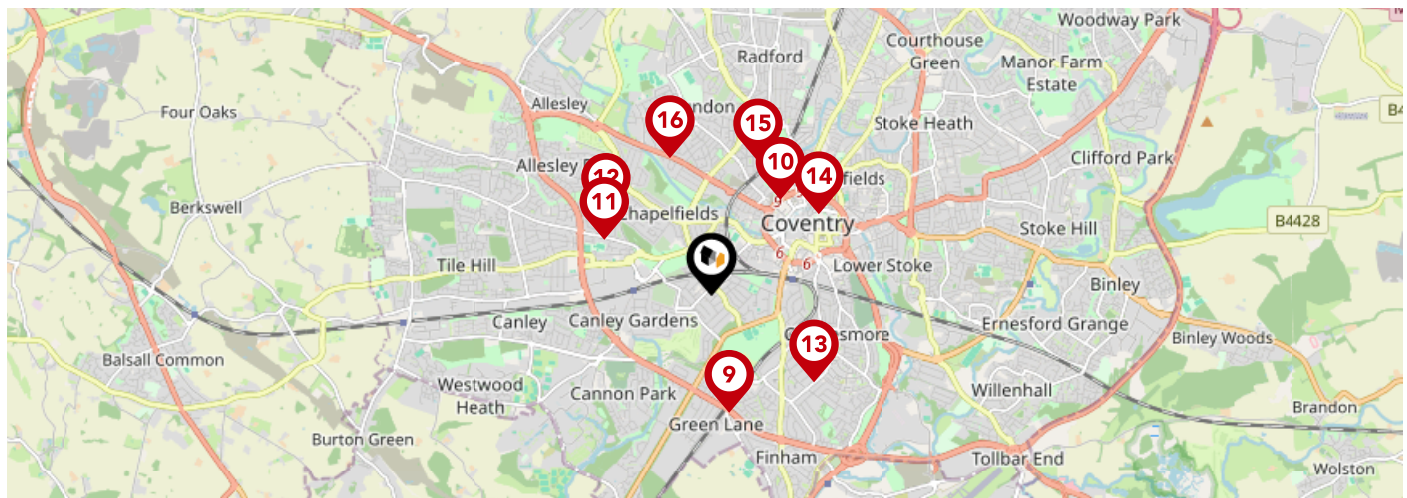 Woodway Park
Radford
Courthouse
Green
Manor Farm
Estate
Allesley
Four Oaks
16
15
Stoke Heath
Allesley
10
Clifford Park
12
14
11
Berkswell
Chapelfields
Coventry
B4428
Stoke Hill
Tile Hill
6
6
Lower Stoke
Binley
Canley
Canley Gardens
Ernesford Grange
Binley Woods
13
Balsall Common
9
Westwood
Heath
Cannon Park
Willenhall
Brandon
Green Lane
Burton Green
Finham
Tollbar End
Wolston